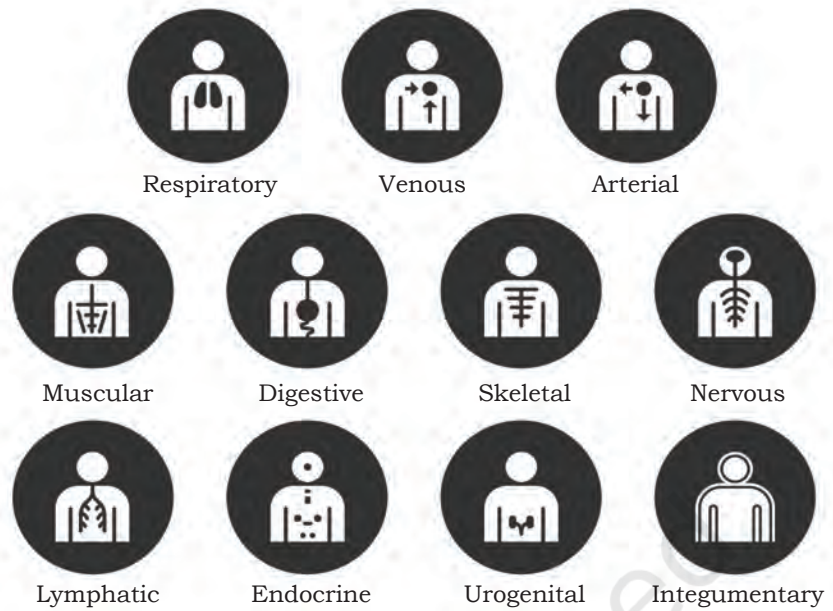 Respiratory Venous Arterial
Muscular Digestive Skeletal Nervous
Lymphatic Endocrine Urogenital Integumentary